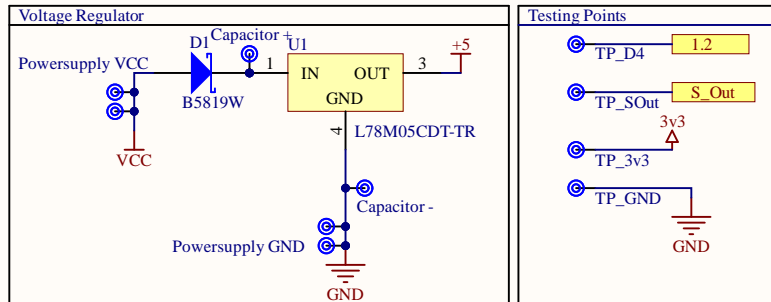 Voltage Regulator
Capacitor +
D1
U1
+5
Powersupply VCC
1
IN
OUT
3
B5819W
GND
4
L78M05CDT-TR
VCC
Capacitor -
Powersupply GND
GND
Testing Points
TP_D4
1.2
TP_SOut
S_Out
3v3
TP_3v3
TP_GND
GND